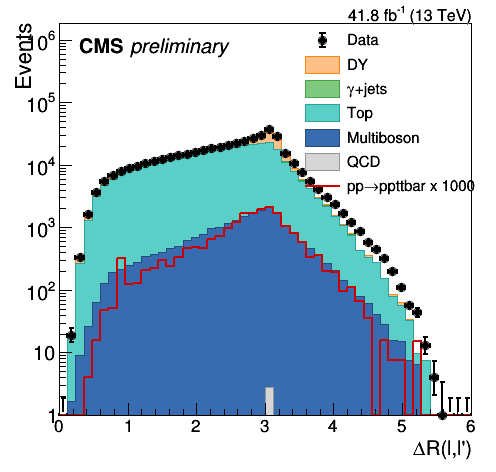 41.8 fb⁻¹ (13 TeV)
CMS preliminary
Events
Data
DY
γ+jets
Top
Multiboson
QCD
pp→ppttbar x 1000
10⁶
10⁵
10⁴
10³
10²
10
1
0 1 2 3 4 5 6
ΔR(l,l')